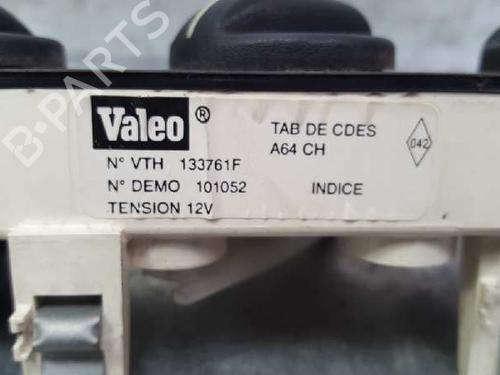 B-PARTS
Valeo ®
TAB DE CDES
A64 CH
042
N° VTH 133761F
N° DEMO 101052
INDICE
TENSION 12V